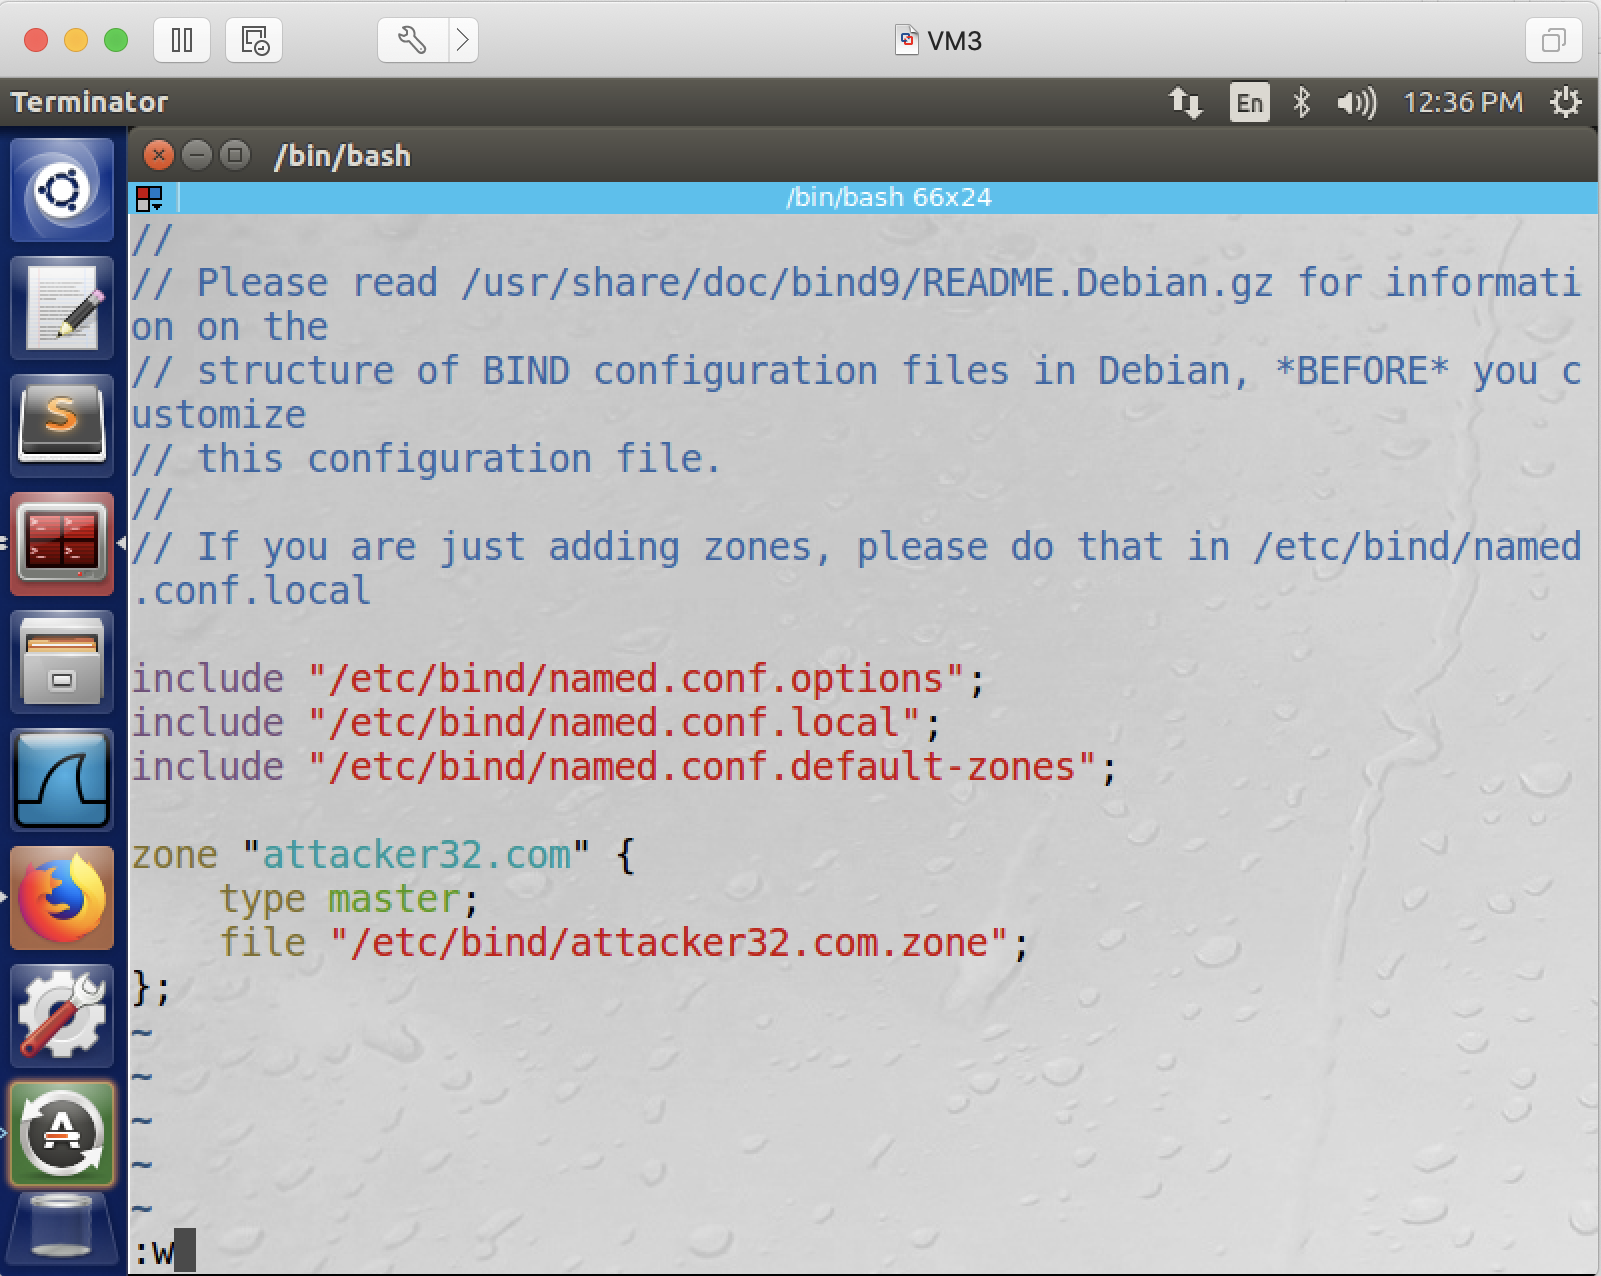 VM3
Terminator
En
12:36 PM
/bin/bash
/bin/bash 66x24
//
// Please read /usr/share/doc/bind9/README.Debian.gz for informati
on on the
// structure of BIND configuration files in Debian, *BEFORE* you c
ustomize
// this configuration file.
//
// If you are just adding zones, please do that in /etc/bind/named
.conf.local
include "/etc/bind/named.conf.options";
include "/etc/bind/named.conf.local";
include "/etc/bind/named.conf.default-zones";
zone "attacker32.com" {
type master;
file "/etc/bind/attacker32.com.zone";
};
~
~
~
~
~
:w